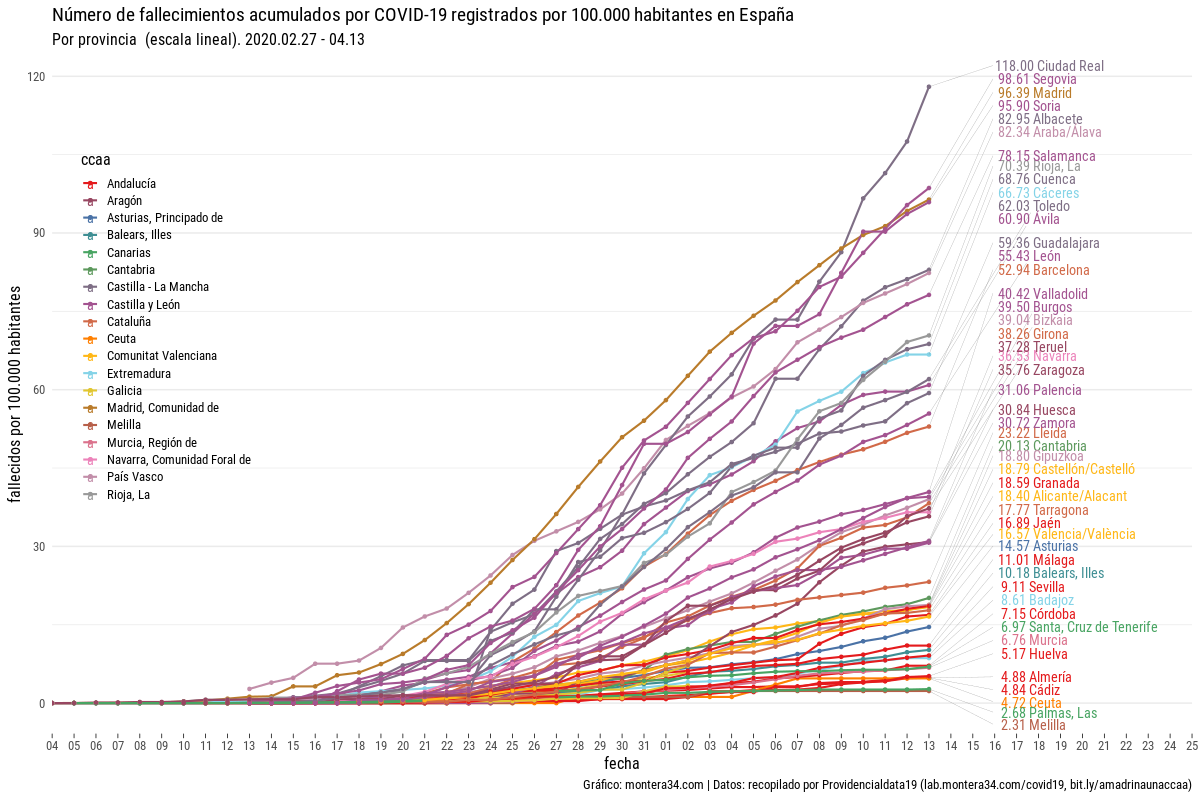 Número de fallecimientos acumulados por COVID-19 registrados por 100.000 habitantes en España
Por provincia  (escala lineal). 2020.02.27 - 04.13
fallecidos por 100.000 habitantes
120
90
60
30
0
ccaa
Andalucía
Aragón
Asturias, Principado de
Balears, Illes
Canarias
Cantabria
Castilla - La Mancha
Castilla y León
Cataluña
Ceuta
Comunitat Valenciana
Extremadura
Galicia
Madrid, Comunidad de
Melilla
Murcia, Región de
Navarra, Comunidad Foral de
País Vasco
Rioja, La
118.00 Ciudad Real
98.61 Segovia
96.39 Madrid
95.90 Soria
82.95 Albacete
82.34 Araba/Álava
78.15 Salamanca
70.39 Rioja, La
68.76 Cuenca
66.73 Cáceres
62.03 Toledo
60.90 Ávila
59.36 Guadalajara
55.43 León
52.94 Barcelona
40.42 Valladolid
39.50 Burgos
39.04 Bizkaia
38.26 Girona
37.28 Teruel
36.53 Navarra
35.76 Zaragoza
31.06 Palencia
30.84 Huesca
30.72 Zamora
23.22 Lleida
20.13 Cantabria
18.80 Gipuzkoa
18.79 Castellón/Castelló
18.59 Granada
18.40 Alicante/Alacant
17.77 Tarragona
16.89 Jaén
16.57 Valencia/València
14.57 Asturias
11.01 Málaga
10.18 Balears, Illes
9.11 Sevilla
8.61 Badajoz
7.15 Córdoba
6.97 Santa, Cruz de Tenerife
6.76 Murcia
5.17 Huelva
4.88 Almería
4.84 Cádiz
4.72 Ceuta
2.68 Palmas, Las
2.31 Melilla
04 05 06 07 08 09 10 11 12 13 14 15 16 17 18 19 20 21 22 23 24 25 26 27 28 29 30 31 01 02 03 04 05 06 07 08 09 10 11 12 13 14 15 16 17 18 19 20 21 22 23 24 25
fecha
Gráfico: montera34.com | Datos: recopilado por Providencialdata19 (lab.montera34.com/covid19, bit.ly/amadrinaunaccaa)